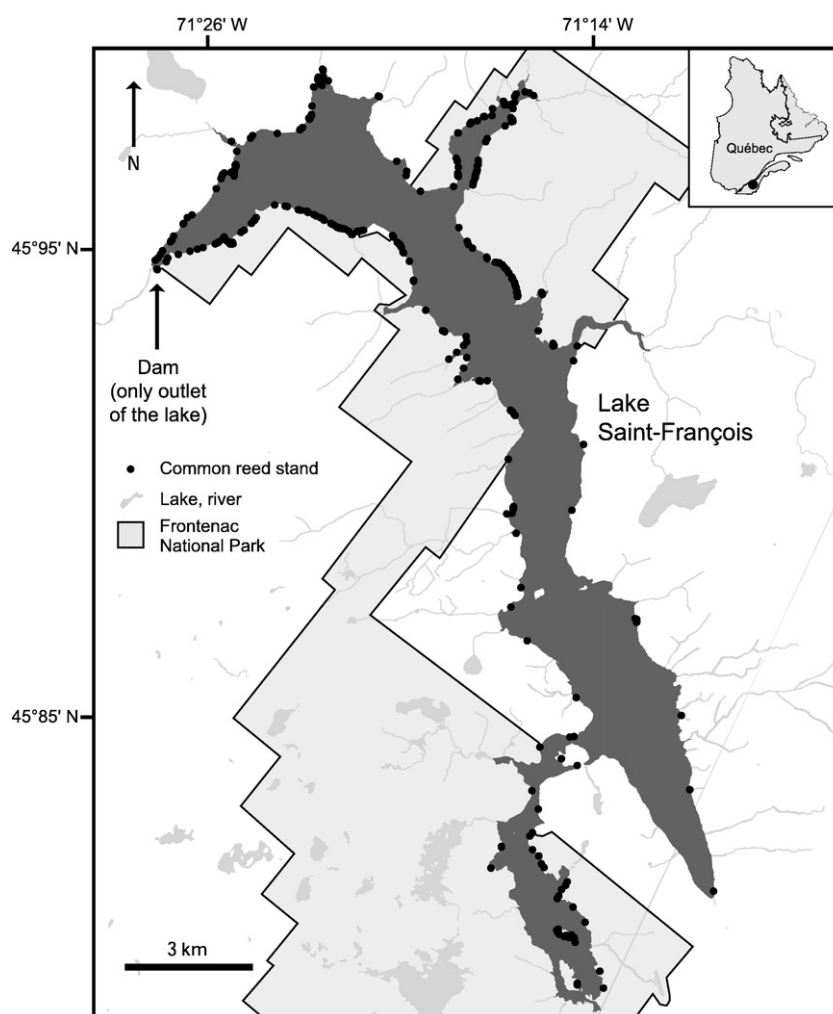 71°26' W
71°14' W
N
Québec
45°95' N
Dam
(only outlet
of the lake)
Lake
Saint-François
Common reed stand
Lake, river
Frontenac
National Park
45°85' N
3 km